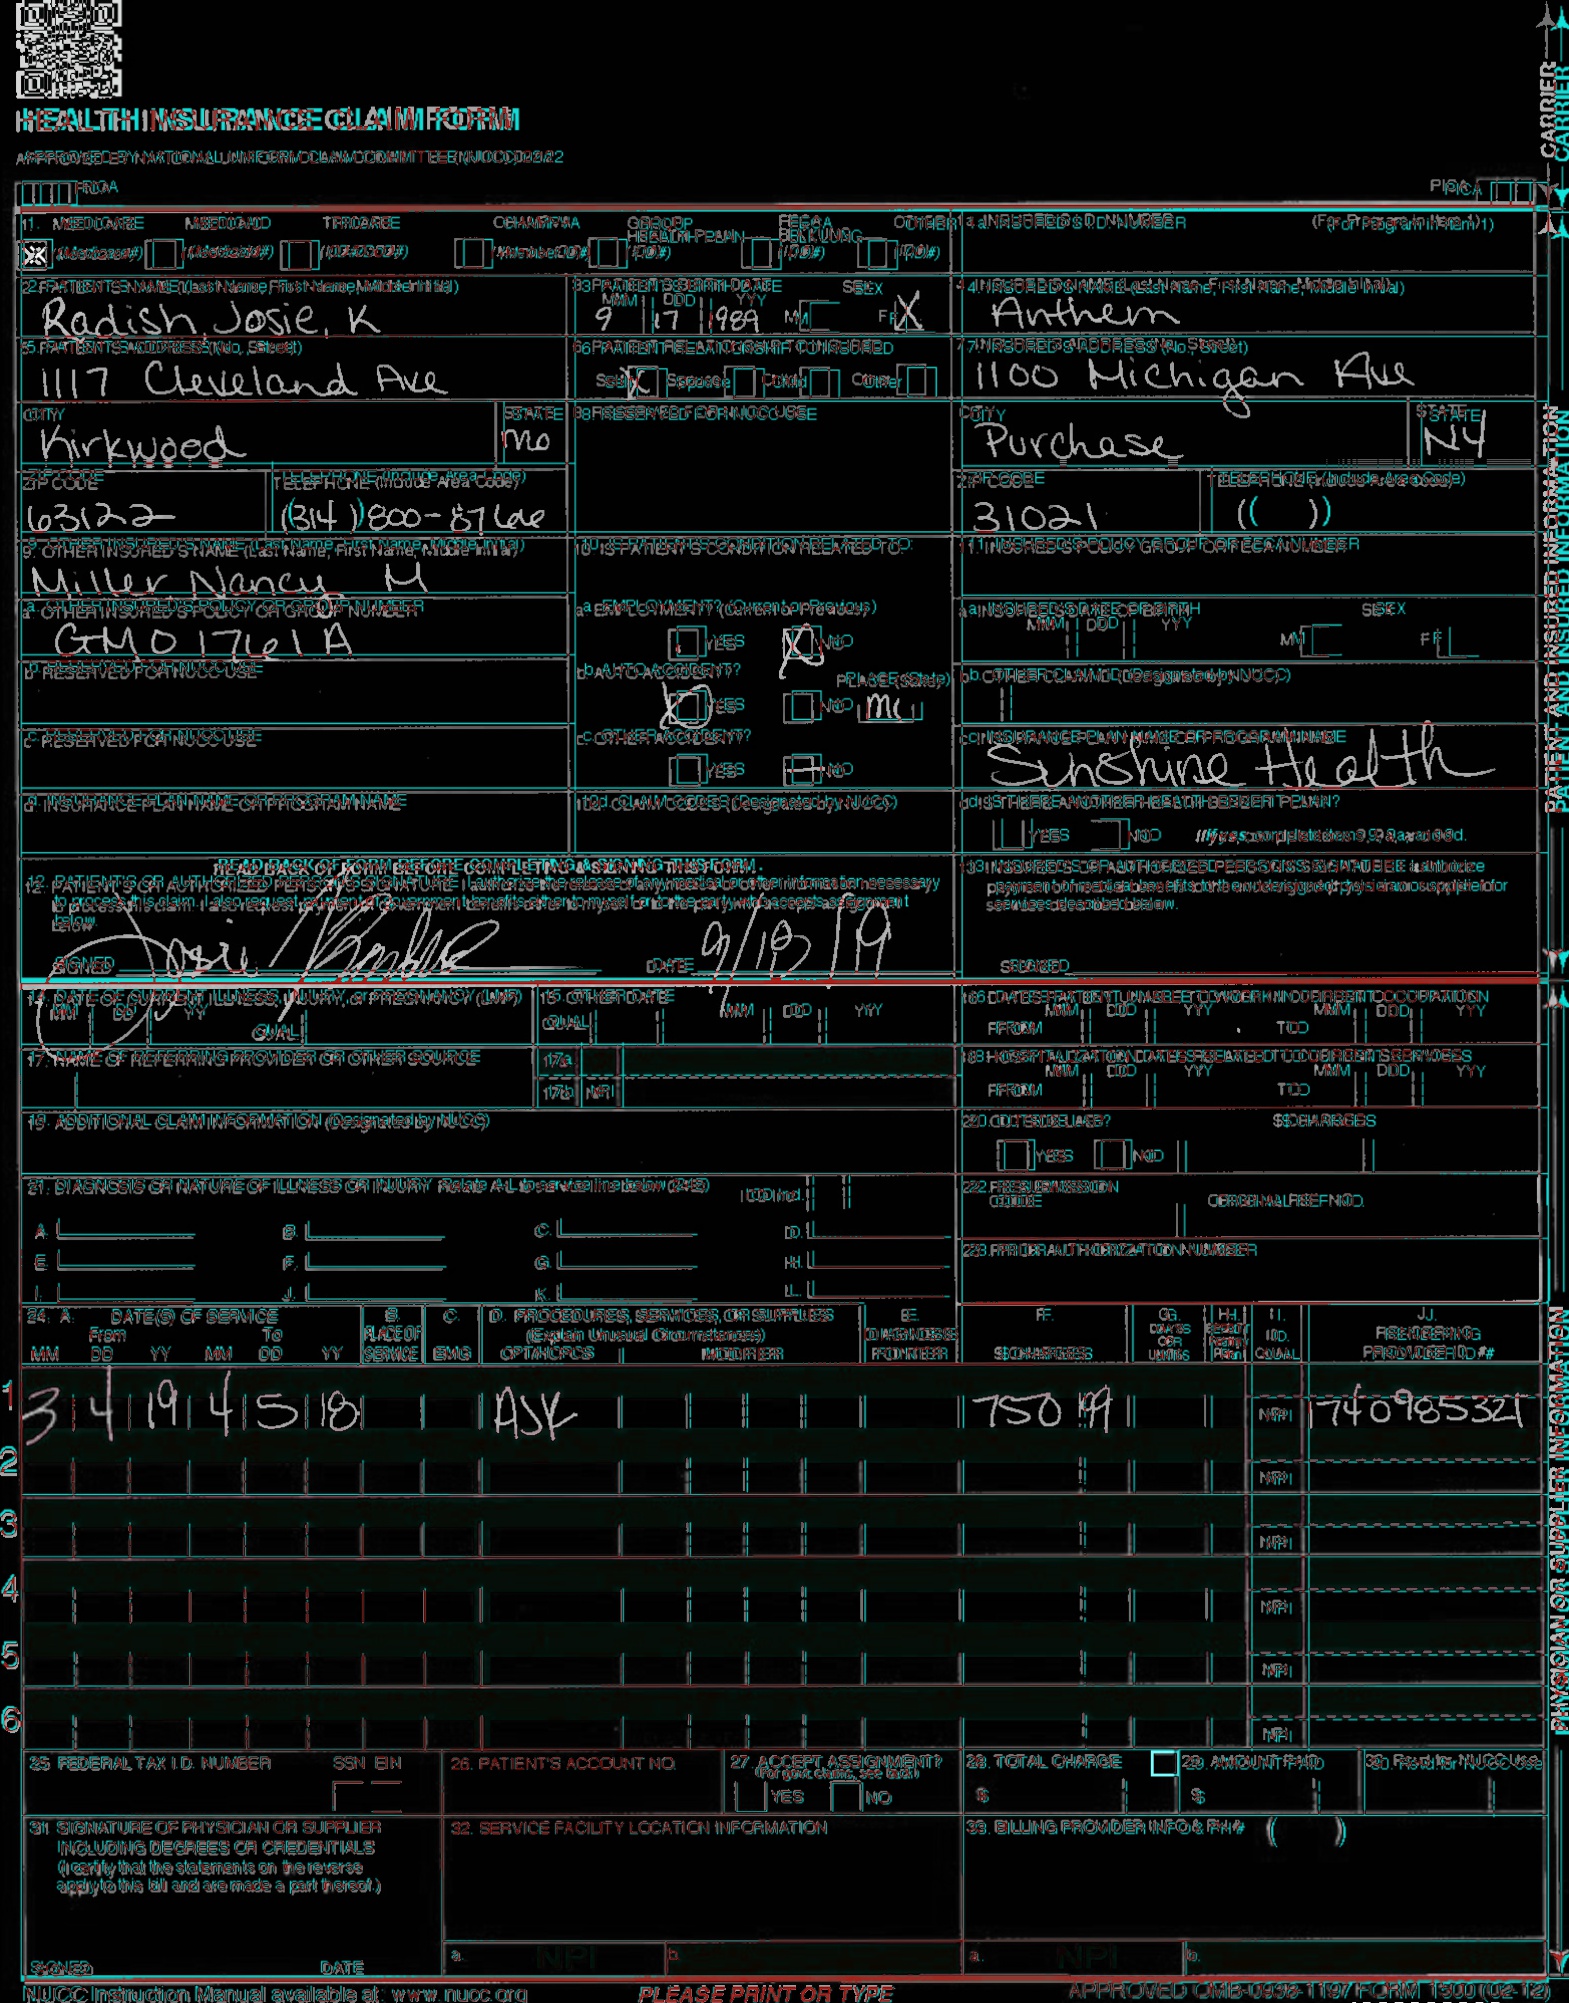 HEALTH INSURANCE CLAIM FORM
APPROVED BY NATIONAL UNIFORM CLAIM COMMITTEE (NUCC) 02/12
PICA
PICA
CARRIER
1. MEDICARE MEDICAID TRICARE CHAMPVA GROUP HEALTH PLAN FECA BLK LUNG OTHER
(Medicare#) (Medicaid#) (ID#/DoD#) (Member ID#) (ID#) (ID#) (ID#)
1a. INSURED'S I.D. NUMBER (For Program in Item 1)
2. PATIENT'S NAME (Last Name, First Name, Middle Initial)
Radish, Josie, K
3. PATIENT'S BIRTH DATE SEX
MM DD YY
9 17 1989 M F X
4. INSURED'S NAME (Last Name, First Name, Middle Initial)
Anthem
5. PATIENT'S ADDRESS (No., Street)
1117 Cleveland Ave
6. PATIENT RELATIONSHIP TO INSURED
Self X Spouse Child Other
7. INSURED'S ADDRESS (No., Street)
1100 Michigan Ave
CITY STATE
Kirkwood Mo
8. RESERVED FOR NUCC USE
CITY STATE
Purchase NY
ZIP CODE TELEPHONE (Include Area Code)
63122 (314) 800-8766
ZIP CODE TELEPHONE (Include Area Code)
31021 ( )
9. OTHER INSURED'S NAME (Last Name, First Name, Middle Initial)
Miller, Nancy, M
10. IS PATIENT'S CONDITION RELATED TO:
11. INSURED'S POLICY GROUP OR FECA NUMBER
a. OTHER INSURED'S POLICY OR GROUP NUMBER
GM01761A
a. EMPLOYMENT? (Current or Previous)
YES X NO
a. INSURED'S DATE OF BIRTH SEX
MM DD YY M F
b. RESERVED FOR NUCC USE
b. AUTO ACCIDENT? PLACE (State)
YES NO
b. OTHER CLAIM ID (Designated by NUCC)
c. RESERVED FOR NUCC USE
c. OTHER ACCIDENT?
YES NO
c. INSURANCE PLAN NAME OR PROGRAM NAME
Sunshine Health
d. INSURANCE PLAN NAME OR PROGRAM NAME
10d. CLAIM CODES (Designated by NUCC)
d. IS THERE ANOTHER HEALTH BENEFIT PLAN?
YES NO If yes, complete items 9, 9a, and 9d.
PATIENT AND INSURED INFORMATION
READ BACK OF FORM BEFORE COMPLETING & SIGNING THIS FORM.
12. PATIENT'S OR AUTHORIZED PERSON'S SIGNATURE I authorize the release of any medical or other information necessary
to process this claim. I also request payment of government benefits either to myself or to the party who accepts assignment
below.
SIGNED Josie DATE 9/18/19
13. INSURED'S OR AUTHORIZED PERSON'S SIGNATURE I authorize
payment of medical benefits to the undersigned physician or supplier for
services described below.
SIGNED
14. DATE OF CURRENT ILLNESS, INJURY, or PREGNANCY (LMP)
MM DD YY QUAL.
15. OTHER DATE
QUAL. MM DD YY
16. DATES PATIENT UNABLE TO WORK IN CURRENT OCCUPATION
MM DD YY MM DD YY
FROM TO
17. NAME OF REFERRING PROVIDER OR OTHER SOURCE
17a.
17b. NPI
18. HOSPITALIZATION DATES RELATED TO CURRENT SERVICES
MM DD YY MM DD YY
FROM TO
19. ADDITIONAL CLAIM INFORMATION (Designated by NUCC)
20. OUTSIDE LAB? $ CHARGES
YES NO
21. DIAGNOSIS OR NATURE OF ILLNESS OR INJURY Relate A-L to service line below (24E) ICD Ind.
A. B. C. D.
E. F. G. H.
I. J. K. L.
22. RESUBMISSION CODE ORIGINAL REF. NO.
23. PRIOR AUTHORIZATION NUMBER
24. A. DATE(S) OF SERVICE B. C. D. PROCEDURES, SERVICES, OR SUPPLIES E. F. G. H. I. J.
From To PLACE OF (Explain Unusual Circumstances) DIAGNOSIS DAYS OR ID. RENDERING
MM DD YY MM DD YY SERVICE EMG CPT/HCPCS MODIFIER POINTER $ CHARGES UNITS QUAL. PROVIDER ID. #
1 3 4 19 4 5 18 ASK 750 99 NPI 1740985321
2 NPI
3 NPI
4 NPI
5 NPI
6 NPI
PHYSICIAN OR SUPPLIER INFORMATION
25. FEDERAL TAX I.D. NUMBER SSN EIN
26. PATIENT'S ACCOUNT NO.
27. ACCEPT ASSIGNMENT?
(For govt. claims, see back)
YES NO
28. TOTAL CHARGE
$
29. AMOUNT PAID
$
30. Rsvd for NUCC Use
31. SIGNATURE OF PHYSICIAN OR SUPPLIER
INCLUDING DEGREES OR CREDENTIALS
(I certify that the statements on the reverse
apply to this bill and are made a part thereof.)
SIGNED DATE
32. SERVICE FACILITY LOCATION INFORMATION
a. NPI b.
33. BILLING PROVIDER INFO & PH # ( )
a. NPI b.
NUCC Instruction Manual available at: www.nucc.org
PLEASE PRINT OR TYPE
APPROVED OMB-0938-1197 FORM 1500 (02-12)